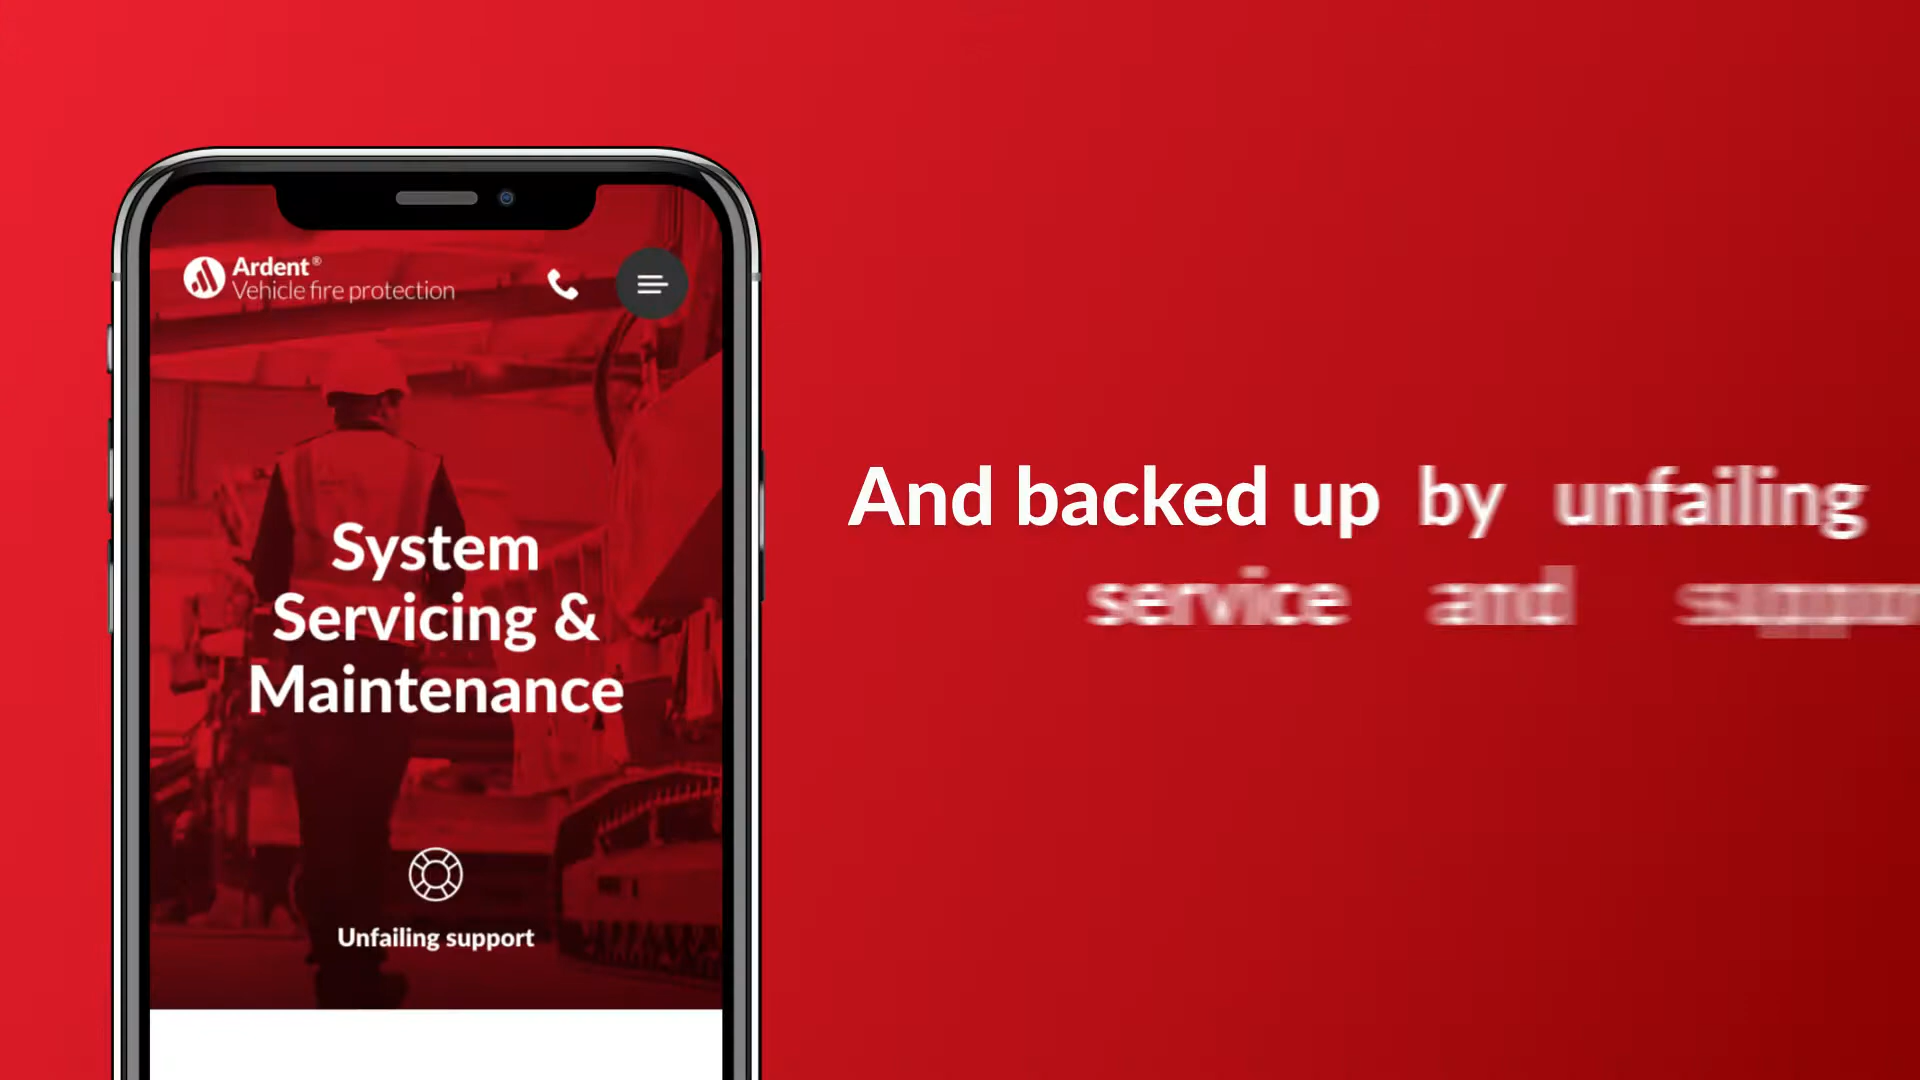 Ardent®
Vehicle fire protection
System
Servicing &
Maintenance
Unfailing support
And backed up by unfailing
service and